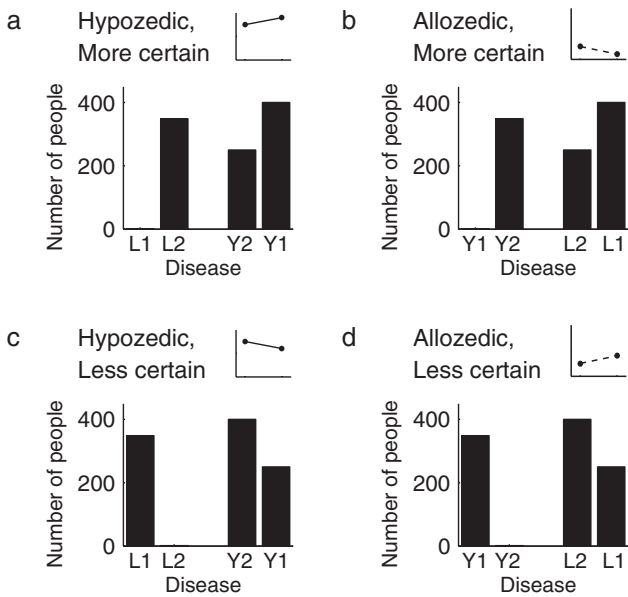 a
Hypozedic,
More certain
Number of people
400
200
0
L1 L2 Y2 Y1
Disease
b
Allozedic,
More certain
Number of people
400
200
0
Y1 Y2 L2 L1
Disease
c
Hypozedic,
Less certain
Number of people
400
200
0
L1 L2 Y2 Y1
Disease
d
Allozedic,
Less certain
Number of people
400
200
0
Y1 Y2 L2 L1
Disease